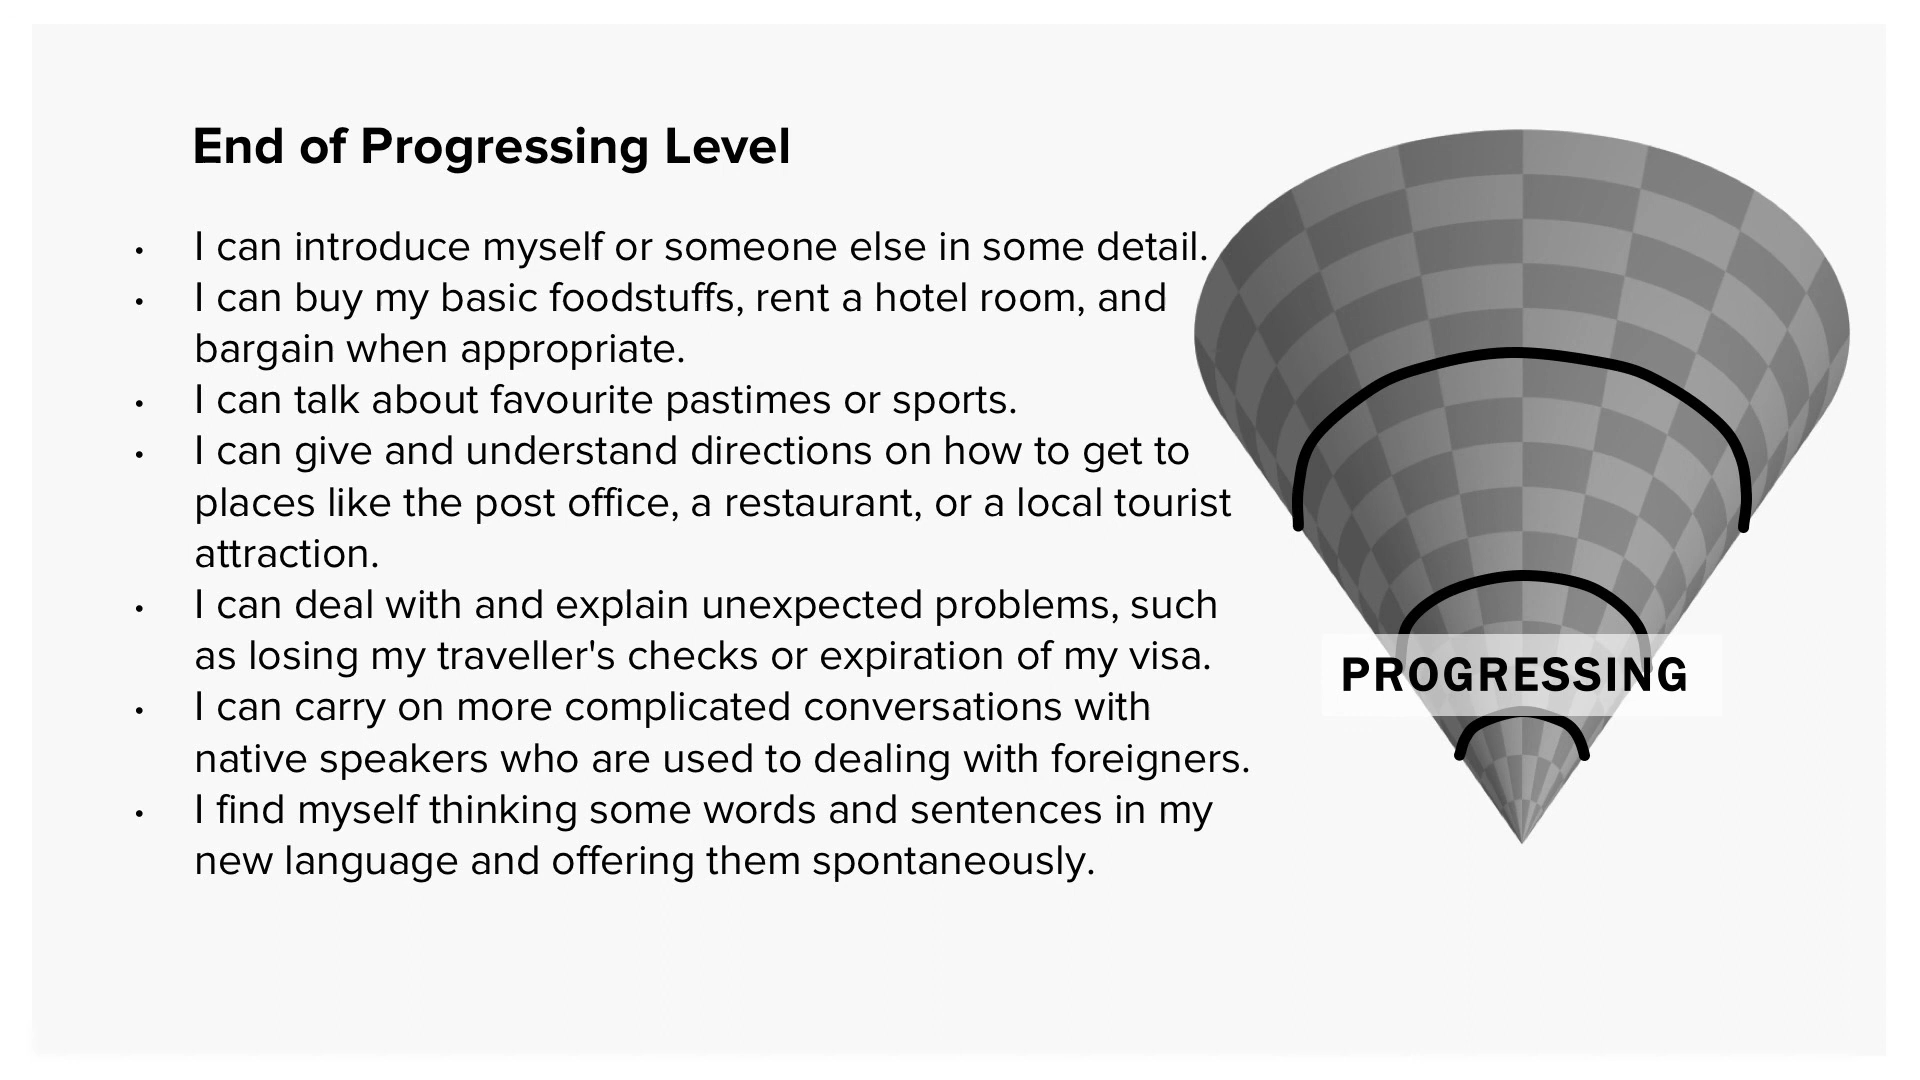 End of Progressing Level
• I can introduce myself or someone else in some detail.
• I can buy my basic foodstuffs, rent a hotel room, and
bargain when appropriate.
• I can talk about favourite pastimes or sports.
• I can give and understand directions on how to get to
places like the post office, a restaurant, or a local tourist
attraction.
• I can deal with and explain unexpected problems, such
as losing my traveller's checks or expiration of my visa.
• I can carry on more complicated conversations with
native speakers who are used to dealing with foreigners.
• I find myself thinking some words and sentences in my
new language and offering them spontaneously.
PROGRESSING